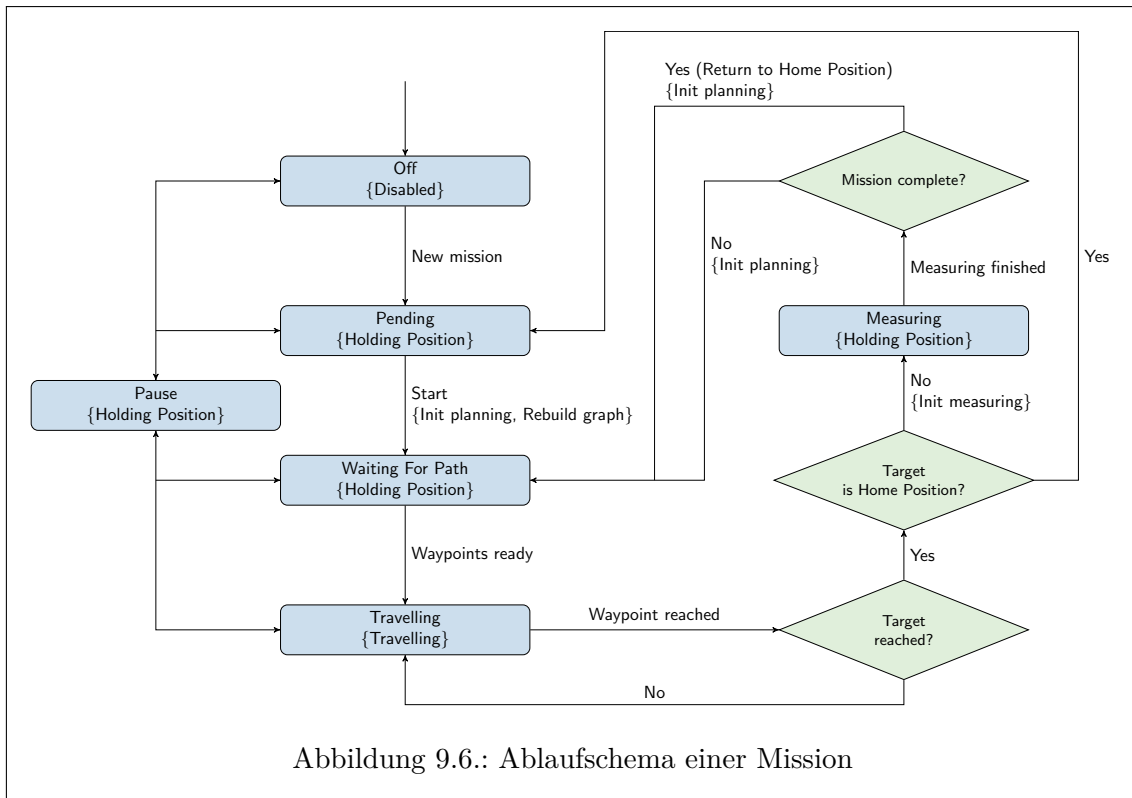 Yes (Return to Home Position)
{Init planning}
Off
{Disabled}
Mission complete?
New mission
No
{Init planning}
Measuring finished
Yes
Pending
{Holding Position}
Measuring
{Holding Position}
Pause
{Holding Position}
Start
{Init planning, Rebuild graph}
No
{Init measuring}
Waiting For Path
{Holding Position}
Target
is Home Position?
Waypoints ready
Yes
Travelling
{Travelling}
Waypoint reached
Target
reached?
No
Abbildung 9.6.: Ablaufschema einer Mission